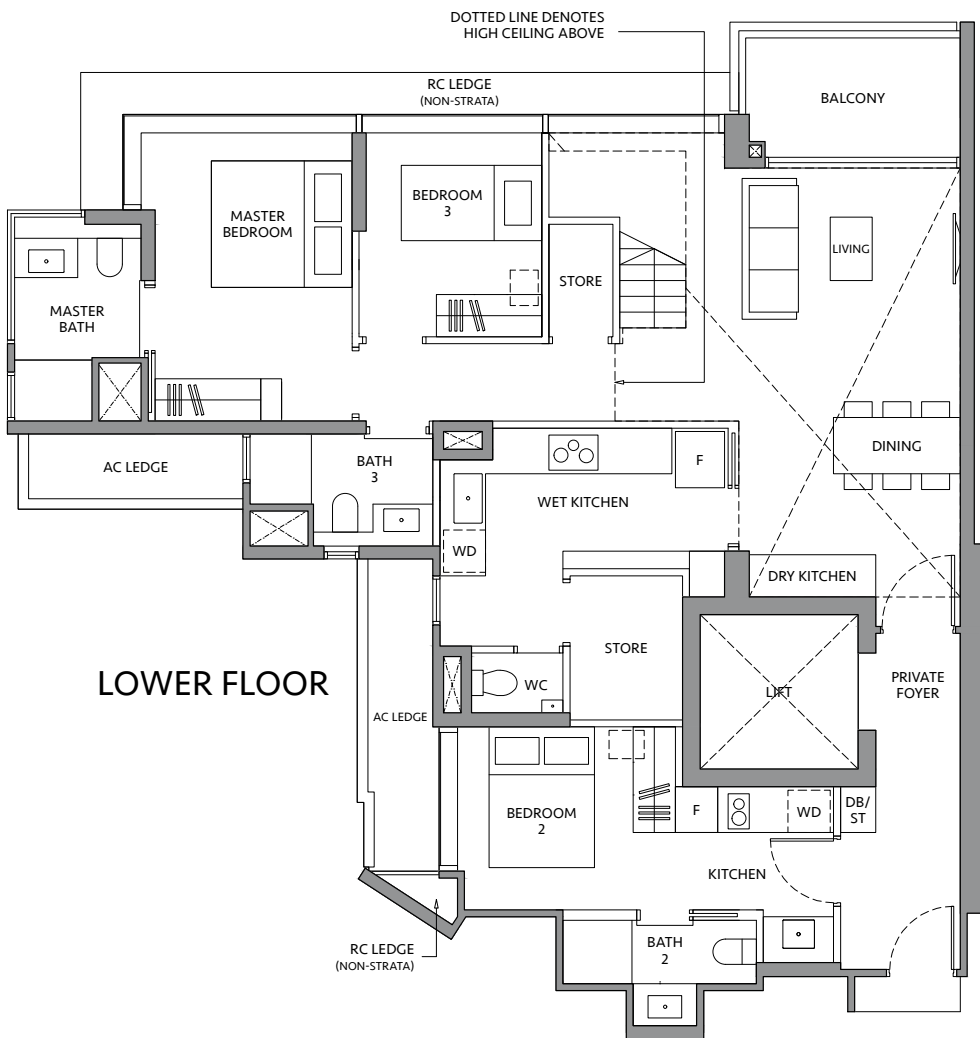 DOTTED LINE DENOTES
HIGH CEILING ABOVE
RC LEDGE
(NON-STRATA)
BALCONY
MASTER
BEDROOM
BEDROOM
3
STORE
LIVING
MASTER
BATH
AC LEDGE
BATH
3
F
DINING
WET KITCHEN
WD
DRY KITCHEN
STORE
LOWER FLOOR
WC
LIFT
PRIVATE
FOYER
AC LEDGE
BEDROOM
2
F
WD
DB/
ST
KITCHEN
BATH
2
RC LEDGE
(NON-STRATA)